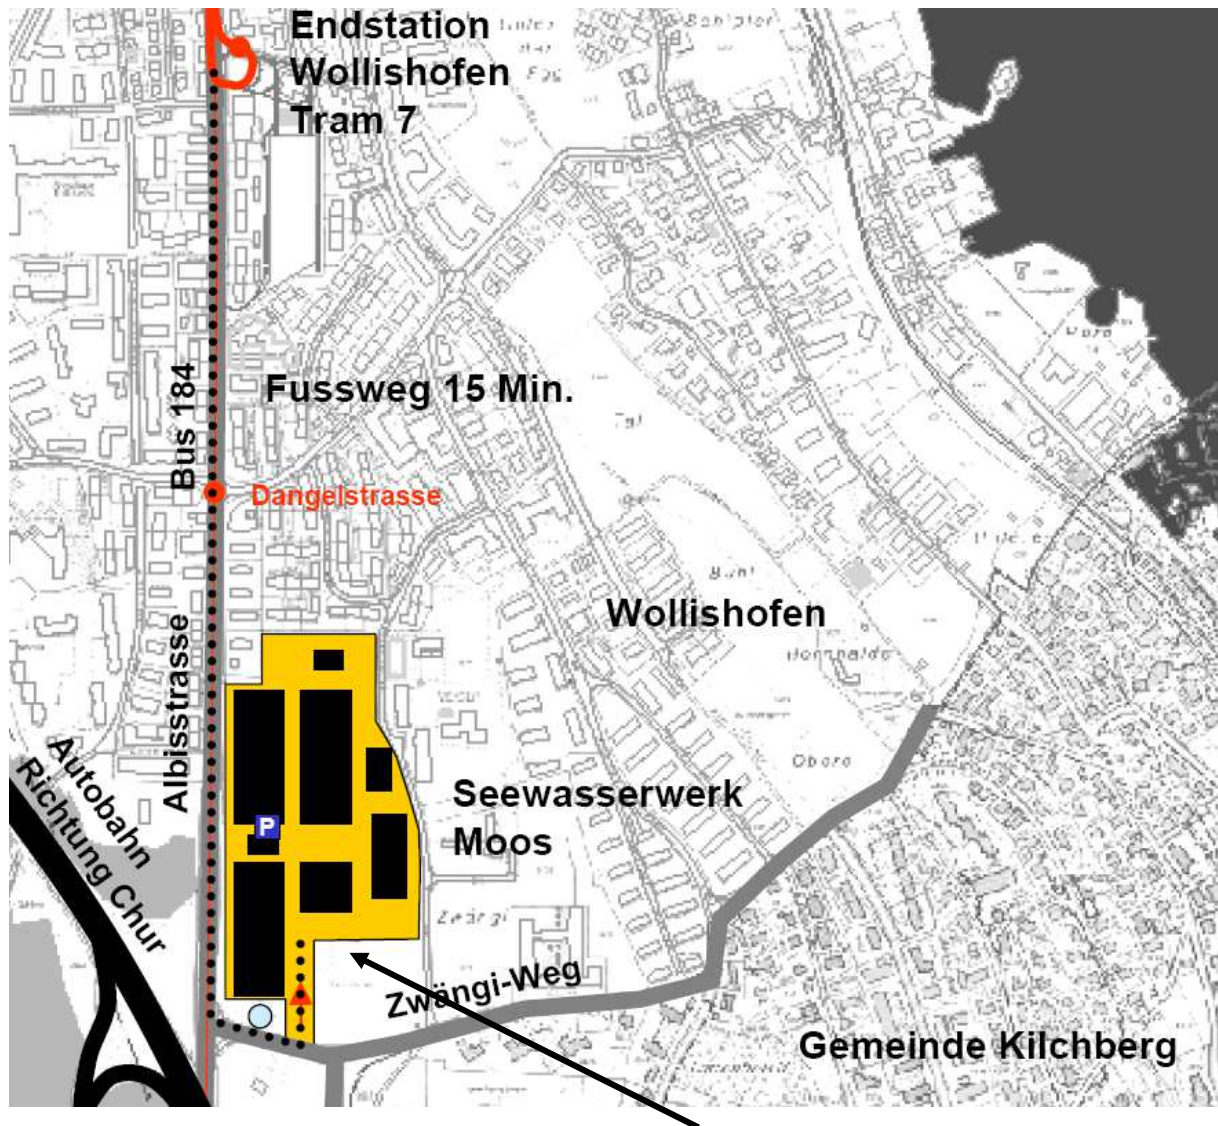 Endstation
Wollishofen
Tram 7
Fussweg 15 Min.
Bus 184
Dangelstrasse
Wollishofen
Albisstrasse
Autobahn
Richtung Chur
P
Seewasserwerk
Moos
Zwängi
Zwängi-Weg
Gemeinde Kilchberg